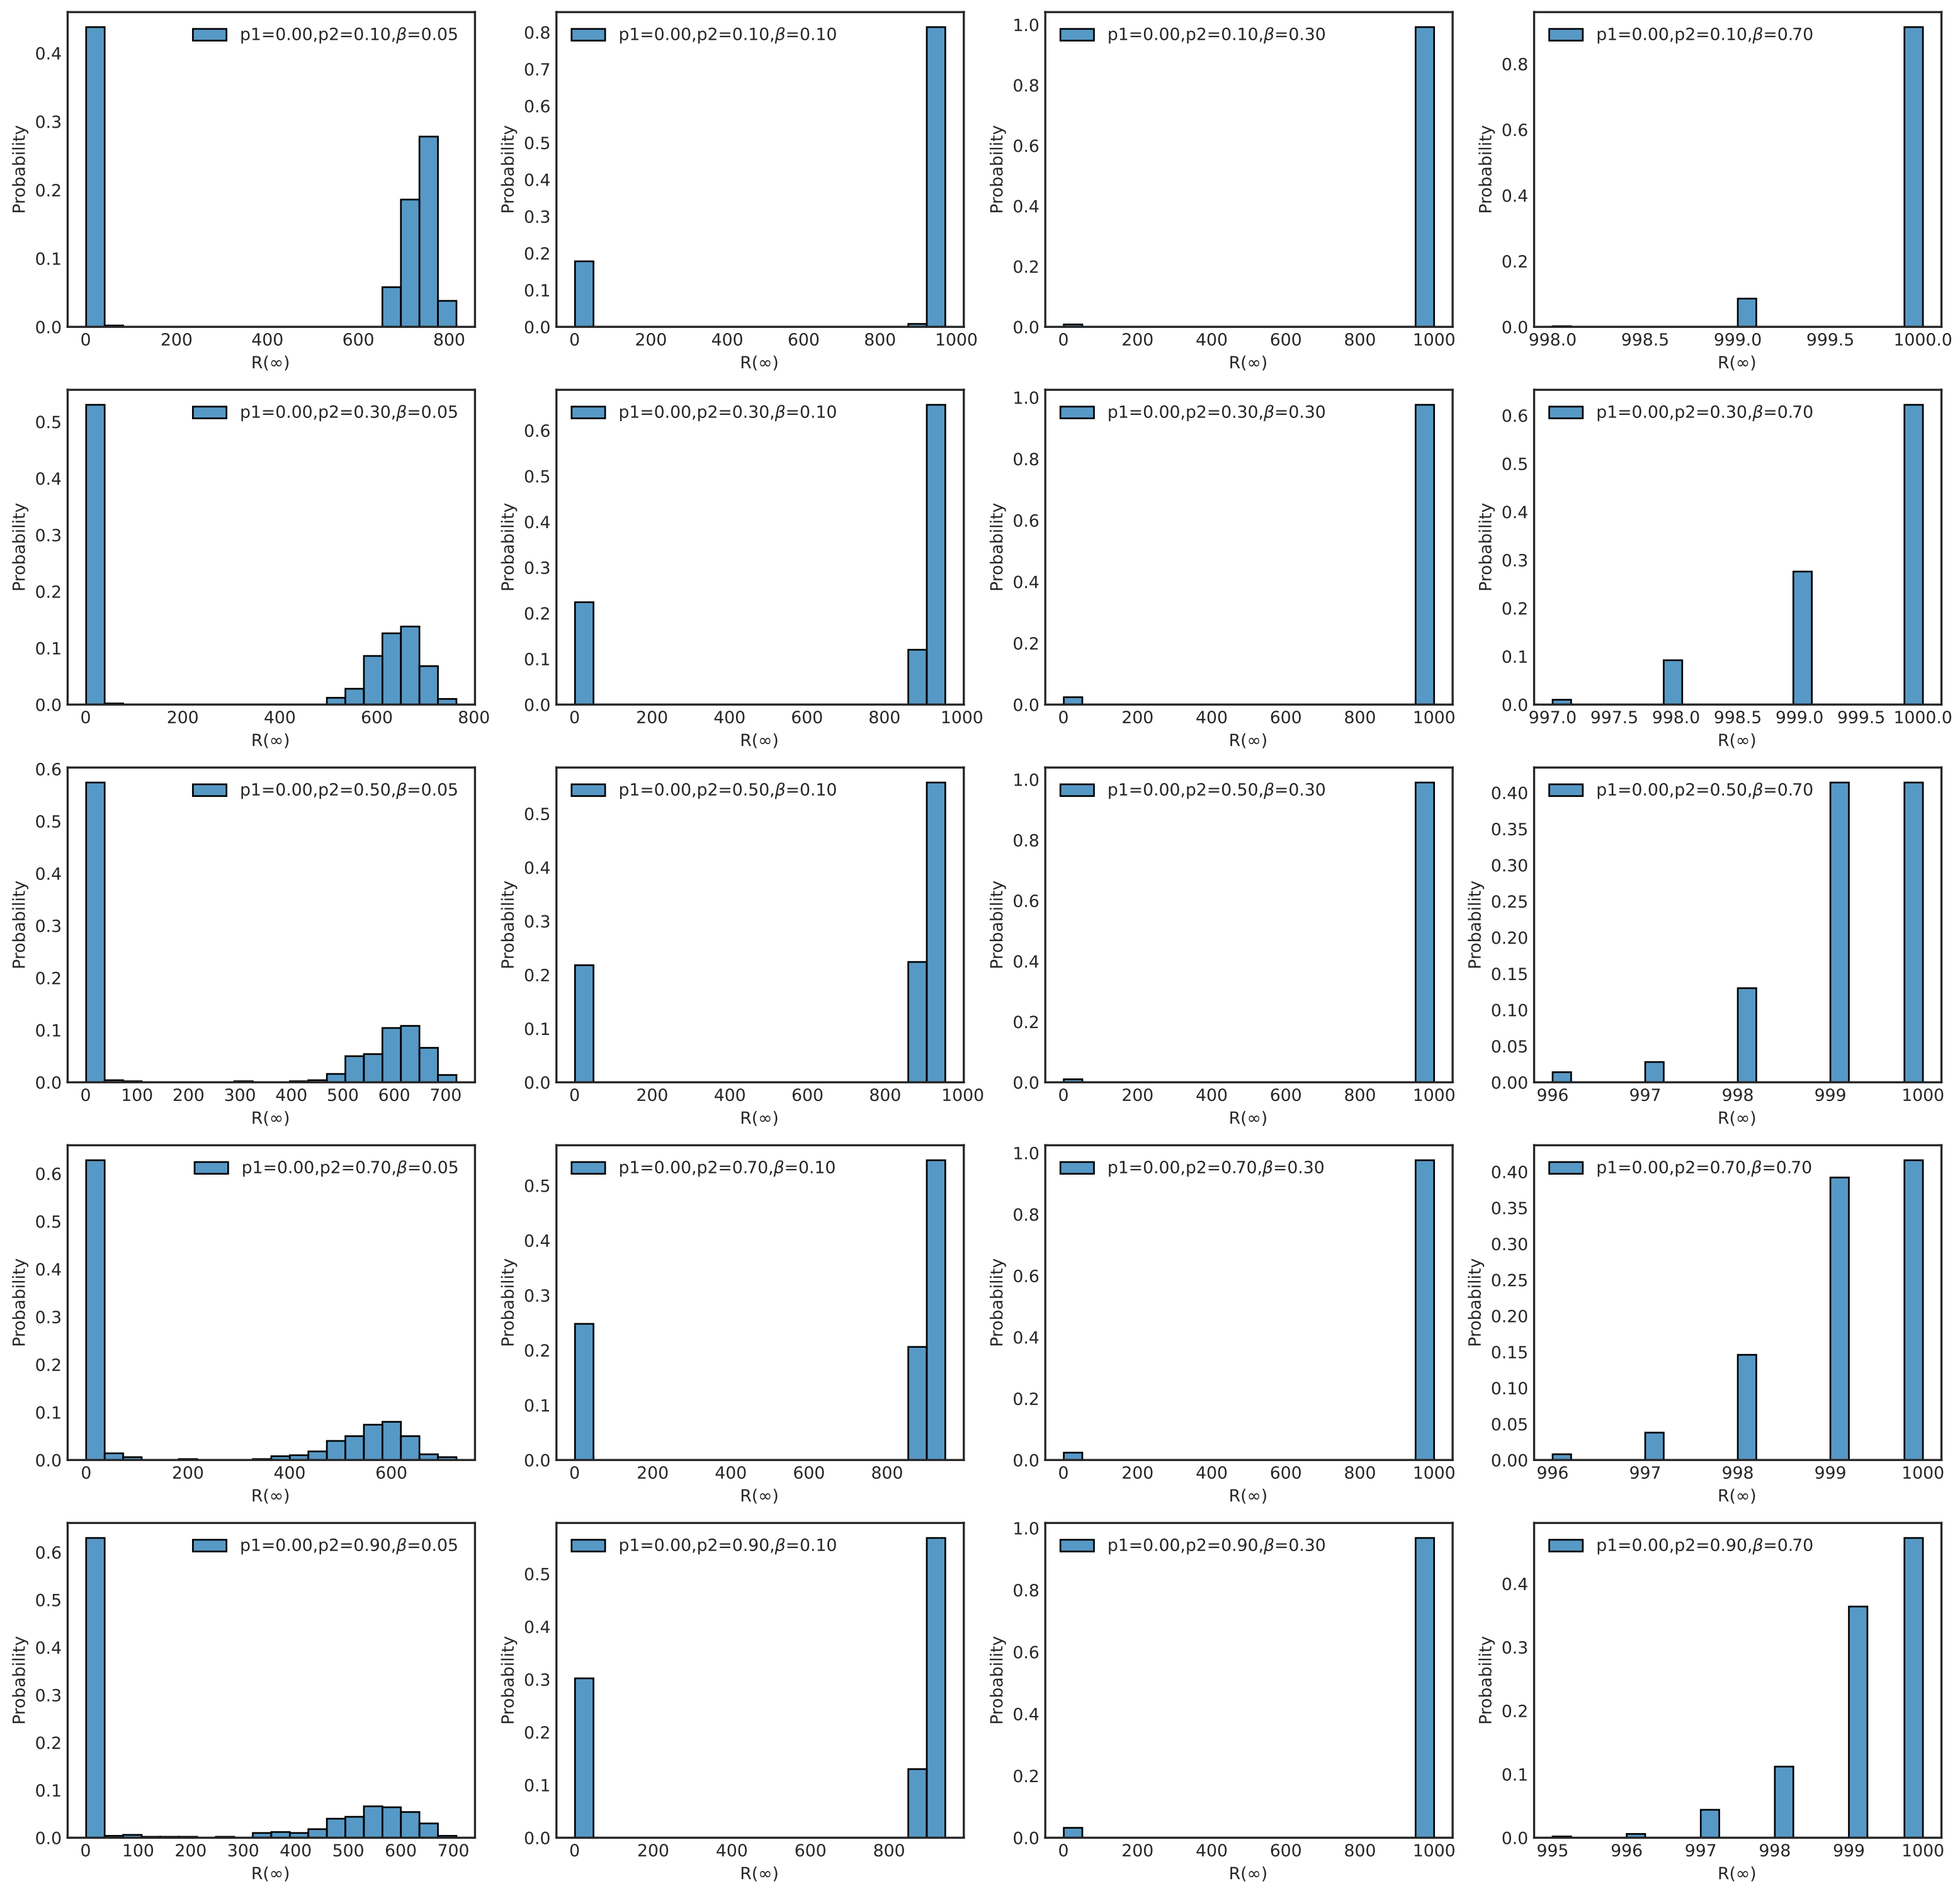 p1=0.00,p2=0.10,β=0.05
Probability
0.4
0.3
0.2
0.1
0.0
0 200 400 600 800
R(∞)
p1=0.00,p2=0.10,β=0.10
Probability
0.8
0.7
0.6
0.5
0.4
0.3
0.2
0.1
0.0
0 200 400 600 800 1000
R(∞)
p1=0.00,p2=0.10,β=0.30
Probability
1.0
0.8
0.6
0.4
0.2
0.0
0 200 400 600 800 1000
R(∞)
p1=0.00,p2=0.10,β=0.70
Probability
0.8
0.6
0.4
0.2
0.0
998.0 998.5 999.0 999.5 1000.0
R(∞)
p1=0.00,p2=0.30,β=0.05
Probability
0.5
0.4
0.3
0.2
0.1
0.0
0 200 400 600 800
R(∞)
p1=0.00,p2=0.30,β=0.10
Probability
0.6
0.5
0.4
0.3
0.2
0.1
0.0
0 200 400 600 800 1000
R(∞)
p1=0.00,p2=0.30,β=0.30
Probability
1.0
0.8
0.6
0.4
0.2
0.0
0 200 400 600 800 1000
R(∞)
p1=0.00,p2=0.30,β=0.70
Probability
0.6
0.5
0.4
0.3
0.2
0.1
0.0
997.0 997.5 998.0 998.5 999.0 999.5 1000.0
R(∞)
p1=0.00,p2=0.50,β=0.05
Probability
0.6
0.5
0.4
0.3
0.2
0.1
0.0
0 100 200 300 400 500 600 700
R(∞)
p1=0.00,p2=0.50,β=0.10
Probability
0.5
0.4
0.3
0.2
0.1
0.0
0 200 400 600 800 1000
R(∞)
p1=0.00,p2=0.50,β=0.30
Probability
1.0
0.8
0.6
0.4
0.2
0.0
0 200 400 600 800 1000
R(∞)
p1=0.00,p2=0.50,β=0.70
Probability
0.40
0.35
0.30
0.25
0.20
0.15
0.10
0.05
0.00
996 997 998 999 1000
R(∞)
p1=0.00,p2=0.70,β=0.05
Probability
0.6
0.5
0.4
0.3
0.2
0.1
0.0
0 200 400 600
R(∞)
p1=0.00,p2=0.70,β=0.10
Probability
0.5
0.4
0.3
0.2
0.1
0.0
0 200 400 600 800
R(∞)
p1=0.00,p2=0.70,β=0.30
Probability
1.0
0.8
0.6
0.4
0.2
0.0
0 200 400 600 800 1000
R(∞)
p1=0.00,p2=0.70,β=0.70
Probability
0.40
0.35
0.30
0.25
0.20
0.15
0.10
0.05
0.00
996 997 998 999 1000
R(∞)
p1=0.00,p2=0.90,β=0.05
Probability
0.6
0.5
0.4
0.3
0.2
0.1
0.0
0 100 200 300 400 500 600 700
R(∞)
p1=0.00,p2=0.90,β=0.10
Probability
0.5
0.4
0.3
0.2
0.1
0.0
0 200 400 600 800
R(∞)
p1=0.00,p2=0.90,β=0.30
Probability
1.0
0.8
0.6
0.4
0.2
0.0
0 200 400 600 800 1000
R(∞)
p1=0.00,p2=0.90,β=0.70
Probability
0.4
0.3
0.2
0.1
0.0
995 996 997 998 999 1000
R(∞)